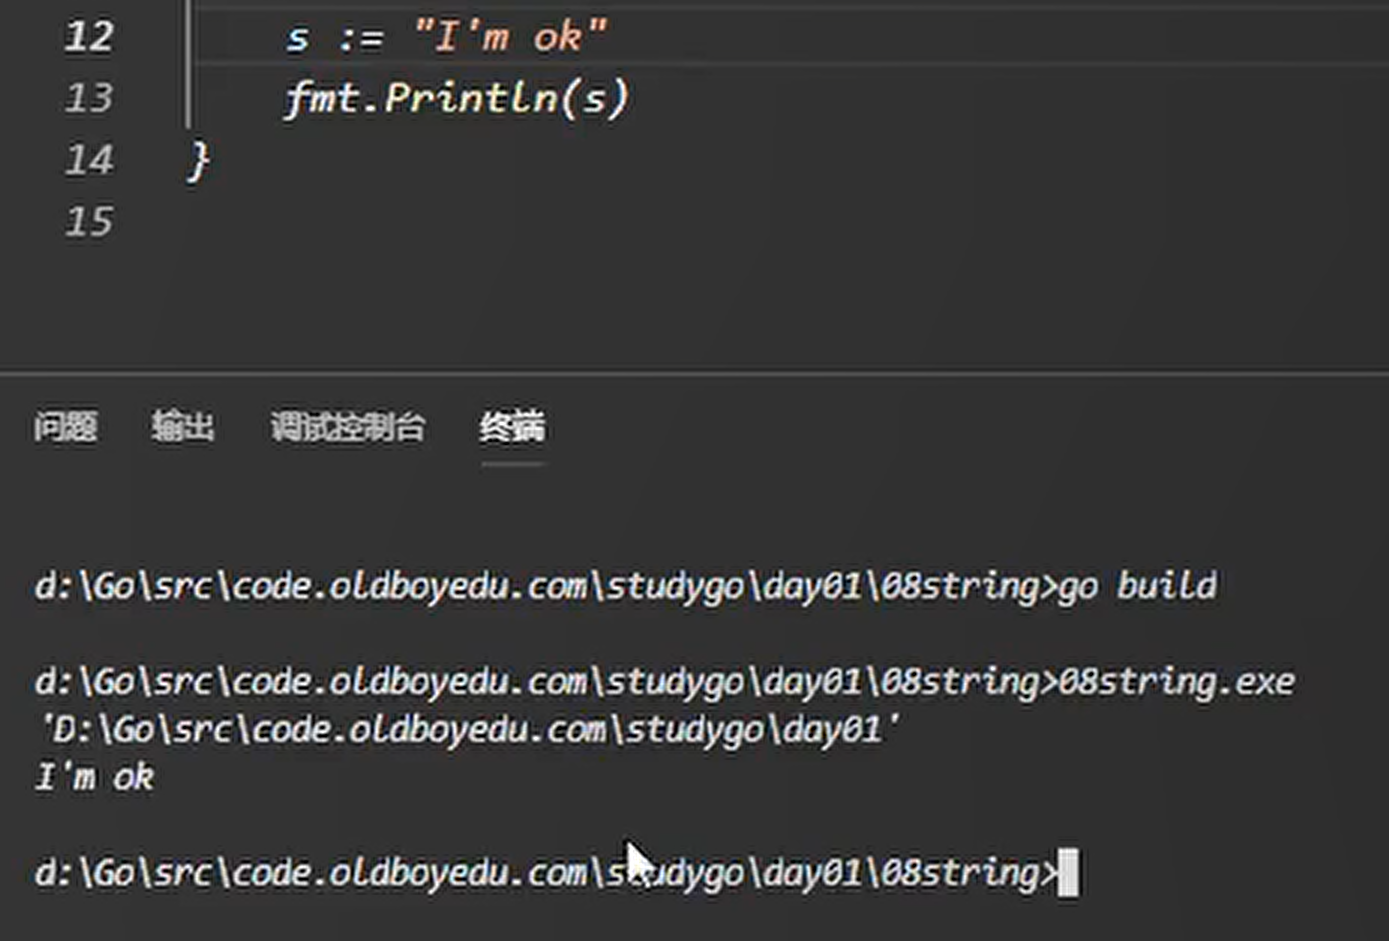 12 s := "I'm ok"
13 fmt.Println(s)
14 }
15
问题 输出 调试控制台 终端
d:\Go\src\code.oldboyedu.com\studygo\day01\08string>go build
d:\Go\src\code.oldboyedu.com\studygo\day01\08string>08string.exe
'D:\Go\src\code.oldboyedu.com\studygo\day01'
I'm ok
d:\Go\src\code.oldboyedu.com\studygo\day01\08string>